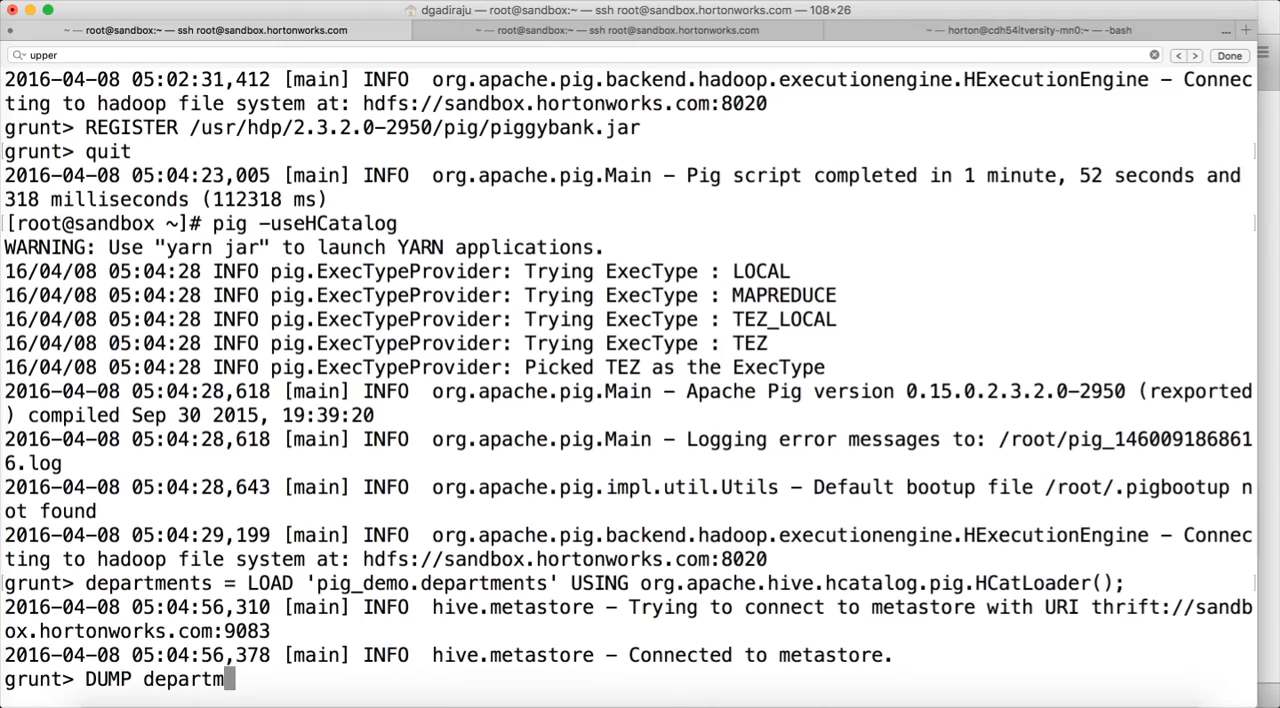 dgadiraju — root@sandbox:~ — ssh root@sandbox.hortonworks.com — 108×26
~ — root@sandbox:~ — ssh root@sandbox.hortonworks.com
~ — root@sandbox:~ — ssh root@sandbox.hortonworks.com
~ — horton@cdh54itversity-mn0:~ — -bash
... +
upper
< > Done
2016-04-08 05:02:31,412 [main] INFO  org.apache.pig.backend.hadoop.executionengine.HExecutionEngine – Connec
ting to hadoop file system at: hdfs://sandbox.hortonworks.com:8020
grunt> REGISTER /usr/hdp/2.3.2.0-2950/pig/piggybank.jar
grunt> quit
2016-04-08 05:04:23,005 [main] INFO  org.apache.pig.Main – Pig script completed in 1 minute, 52 seconds and
318 milliseconds (112318 ms)
[root@sandbox ~]# pig -useHCatalog
WARNING: Use "yarn jar" to launch YARN applications.
16/04/08 05:04:28 INFO pig.ExecTypeProvider: Trying ExecType : LOCAL
16/04/08 05:04:28 INFO pig.ExecTypeProvider: Trying ExecType : MAPREDUCE
16/04/08 05:04:28 INFO pig.ExecTypeProvider: Trying ExecType : TEZ_LOCAL
16/04/08 05:04:28 INFO pig.ExecTypeProvider: Trying ExecType : TEZ
16/04/08 05:04:28 INFO pig.ExecTypeProvider: Picked TEZ as the ExecType
2016-04-08 05:04:28,618 [main] INFO  org.apache.pig.Main – Apache Pig version 0.15.0.2.3.2.0-2950 (rexported
) compiled Sep 30 2015, 19:39:20
2016-04-08 05:04:28,618 [main] INFO  org.apache.pig.Main – Logging error messages to: /root/pig_146009186861
6.log
2016-04-08 05:04:28,643 [main] INFO  org.apache.pig.impl.util.Utils – Default bootup file /root/.pigbootup n
ot found
2016-04-08 05:04:29,199 [main] INFO  org.apache.pig.backend.hadoop.executionengine.HExecutionEngine – Connec
ting to hadoop file system at: hdfs://sandbox.hortonworks.com:8020
grunt> departments = LOAD 'pig_demo.departments' USING org.apache.hive.hcatalog.pig.HCatLoader();
2016-04-08 05:04:56,310 [main] INFO  hive.metastore – Trying to connect to metastore with URI thrift://sandb
ox.hortonworks.com:9083
2016-04-08 05:04:56,378 [main] INFO  hive.metastore – Connected to metastore.
grunt> DUMP departm